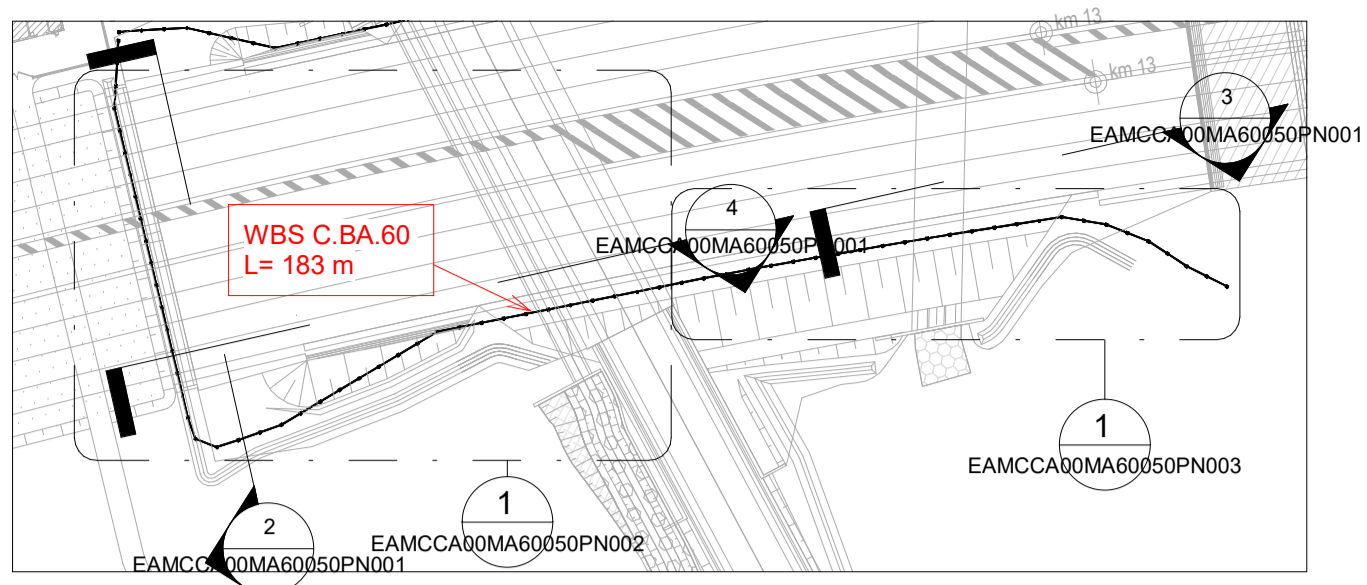 km 13
km 13
3
EAMCCA00MA60050PN001
WBS C.BA.60
L= 183 m
4
EAMCCA00MA60050PN001
1
EAMCCA00MA60050PN003
1
EAMCCA00MA60050PN002
2
EAMCCA00MA60050PN001